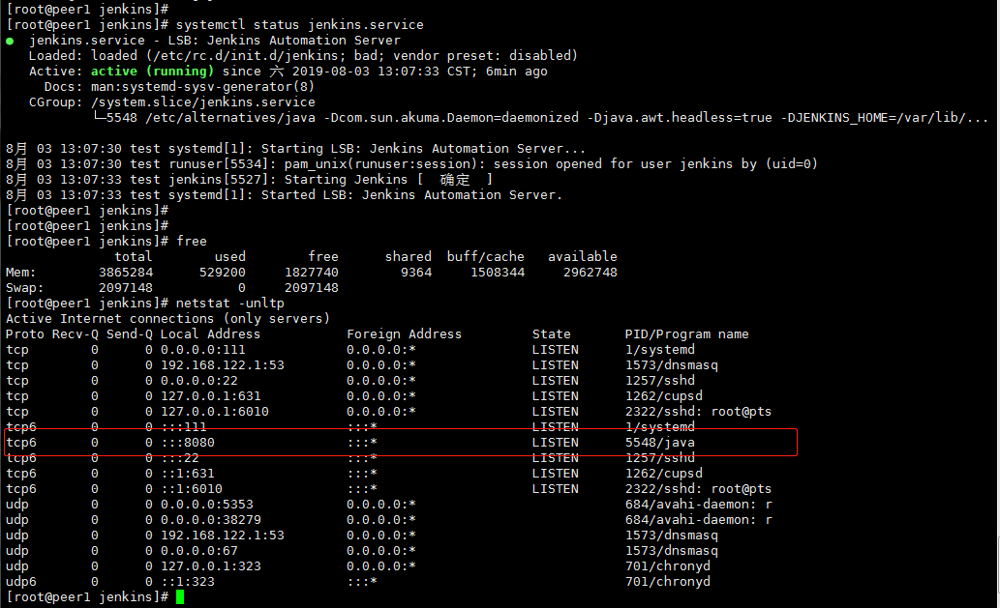 [root@peer1 jenkins]#
[root@peer1 jenkins]# systemctl status jenkins.service
● jenkins.service - LSB: Jenkins Automation Server
   Loaded: loaded (/etc/rc.d/init.d/jenkins; bad; vendor preset: disabled)
   Active: active (running) since 六 2019-08-03 13:07:33 CST; 6min ago
     Docs: man:systemd-sysv-generator(8)
   CGroup: /system.slice/jenkins.service
           └─5548 /etc/alternatives/java -Dcom.sun.akuma.Daemon=daemonized -Djava.awt.headless=true -DJENKINS_HOME=/var/lib/...
8月 03 13:07:30 test systemd[1]: Starting LSB: Jenkins Automation Server...
8月 03 13:07:30 test runuser[5534]: pam_unix(runuser:session): session opened for user jenkins by (uid=0)
8月 03 13:07:33 test jenkins[5527]: Starting Jenkins [  确定  ]
8月 03 13:07:33 test systemd[1]: Started LSB: Jenkins Automation Server.
[root@peer1 jenkins]#
[root@peer1 jenkins]#
[root@peer1 jenkins]# free
              total        used        free      shared  buff/cache   available
Mem:        3865284      529200     1827740        9364     1508344     2962748
Swap:       2097148           0     2097148
[root@peer1 jenkins]# netstat -unltp
Active Internet connections (only servers)
Proto Recv-Q Send-Q Local Address           Foreign Address         State       PID/Program name
tcp        0      0 0.0.0.0:111             0.0.0.0:*               LISTEN      1/systemd
tcp        0      0 192.168.122.1:53        0.0.0.0:*               LISTEN      1573/dnsmasq
tcp        0      0 0.0.0.0:22              0.0.0.0:*               LISTEN      1257/sshd
tcp        0      0 127.0.0.1:631           0.0.0.0:*               LISTEN      1262/cupsd
tcp        0      0 127.0.0.1:6010          0.0.0.0:*               LISTEN      2322/sshd: root@pts
tcp6       0      0 :::111                  :::*                    LISTEN      1/systemd
tcp6       0      0 :::8080                 :::*                    LISTEN      5548/java
tcp6       0      0 :::22                   :::*                    LISTEN      1257/sshd
tcp6       0      0 ::1:631                 :::*                    LISTEN      1262/cupsd
tcp6       0      0 ::1:6010                :::*                    LISTEN      2322/sshd: root@pts
udp        0      0 0.0.0.0:5353            0.0.0.0:*                           684/avahi-daemon: r
udp        0      0 0.0.0.0:38279           0.0.0.0:*                           684/avahi-daemon: r
udp        0      0 192.168.122.1:53        0.0.0.0:*                           1573/dnsmasq
udp        0      0 0.0.0.0:67              0.0.0.0:*                           1573/dnsmasq
udp        0      0 127.0.0.1:323           0.0.0.0:*                           701/chronyd
udp6       0      0 ::1:323                 :::*                                701/chronyd
[root@peer1 jenkins]#